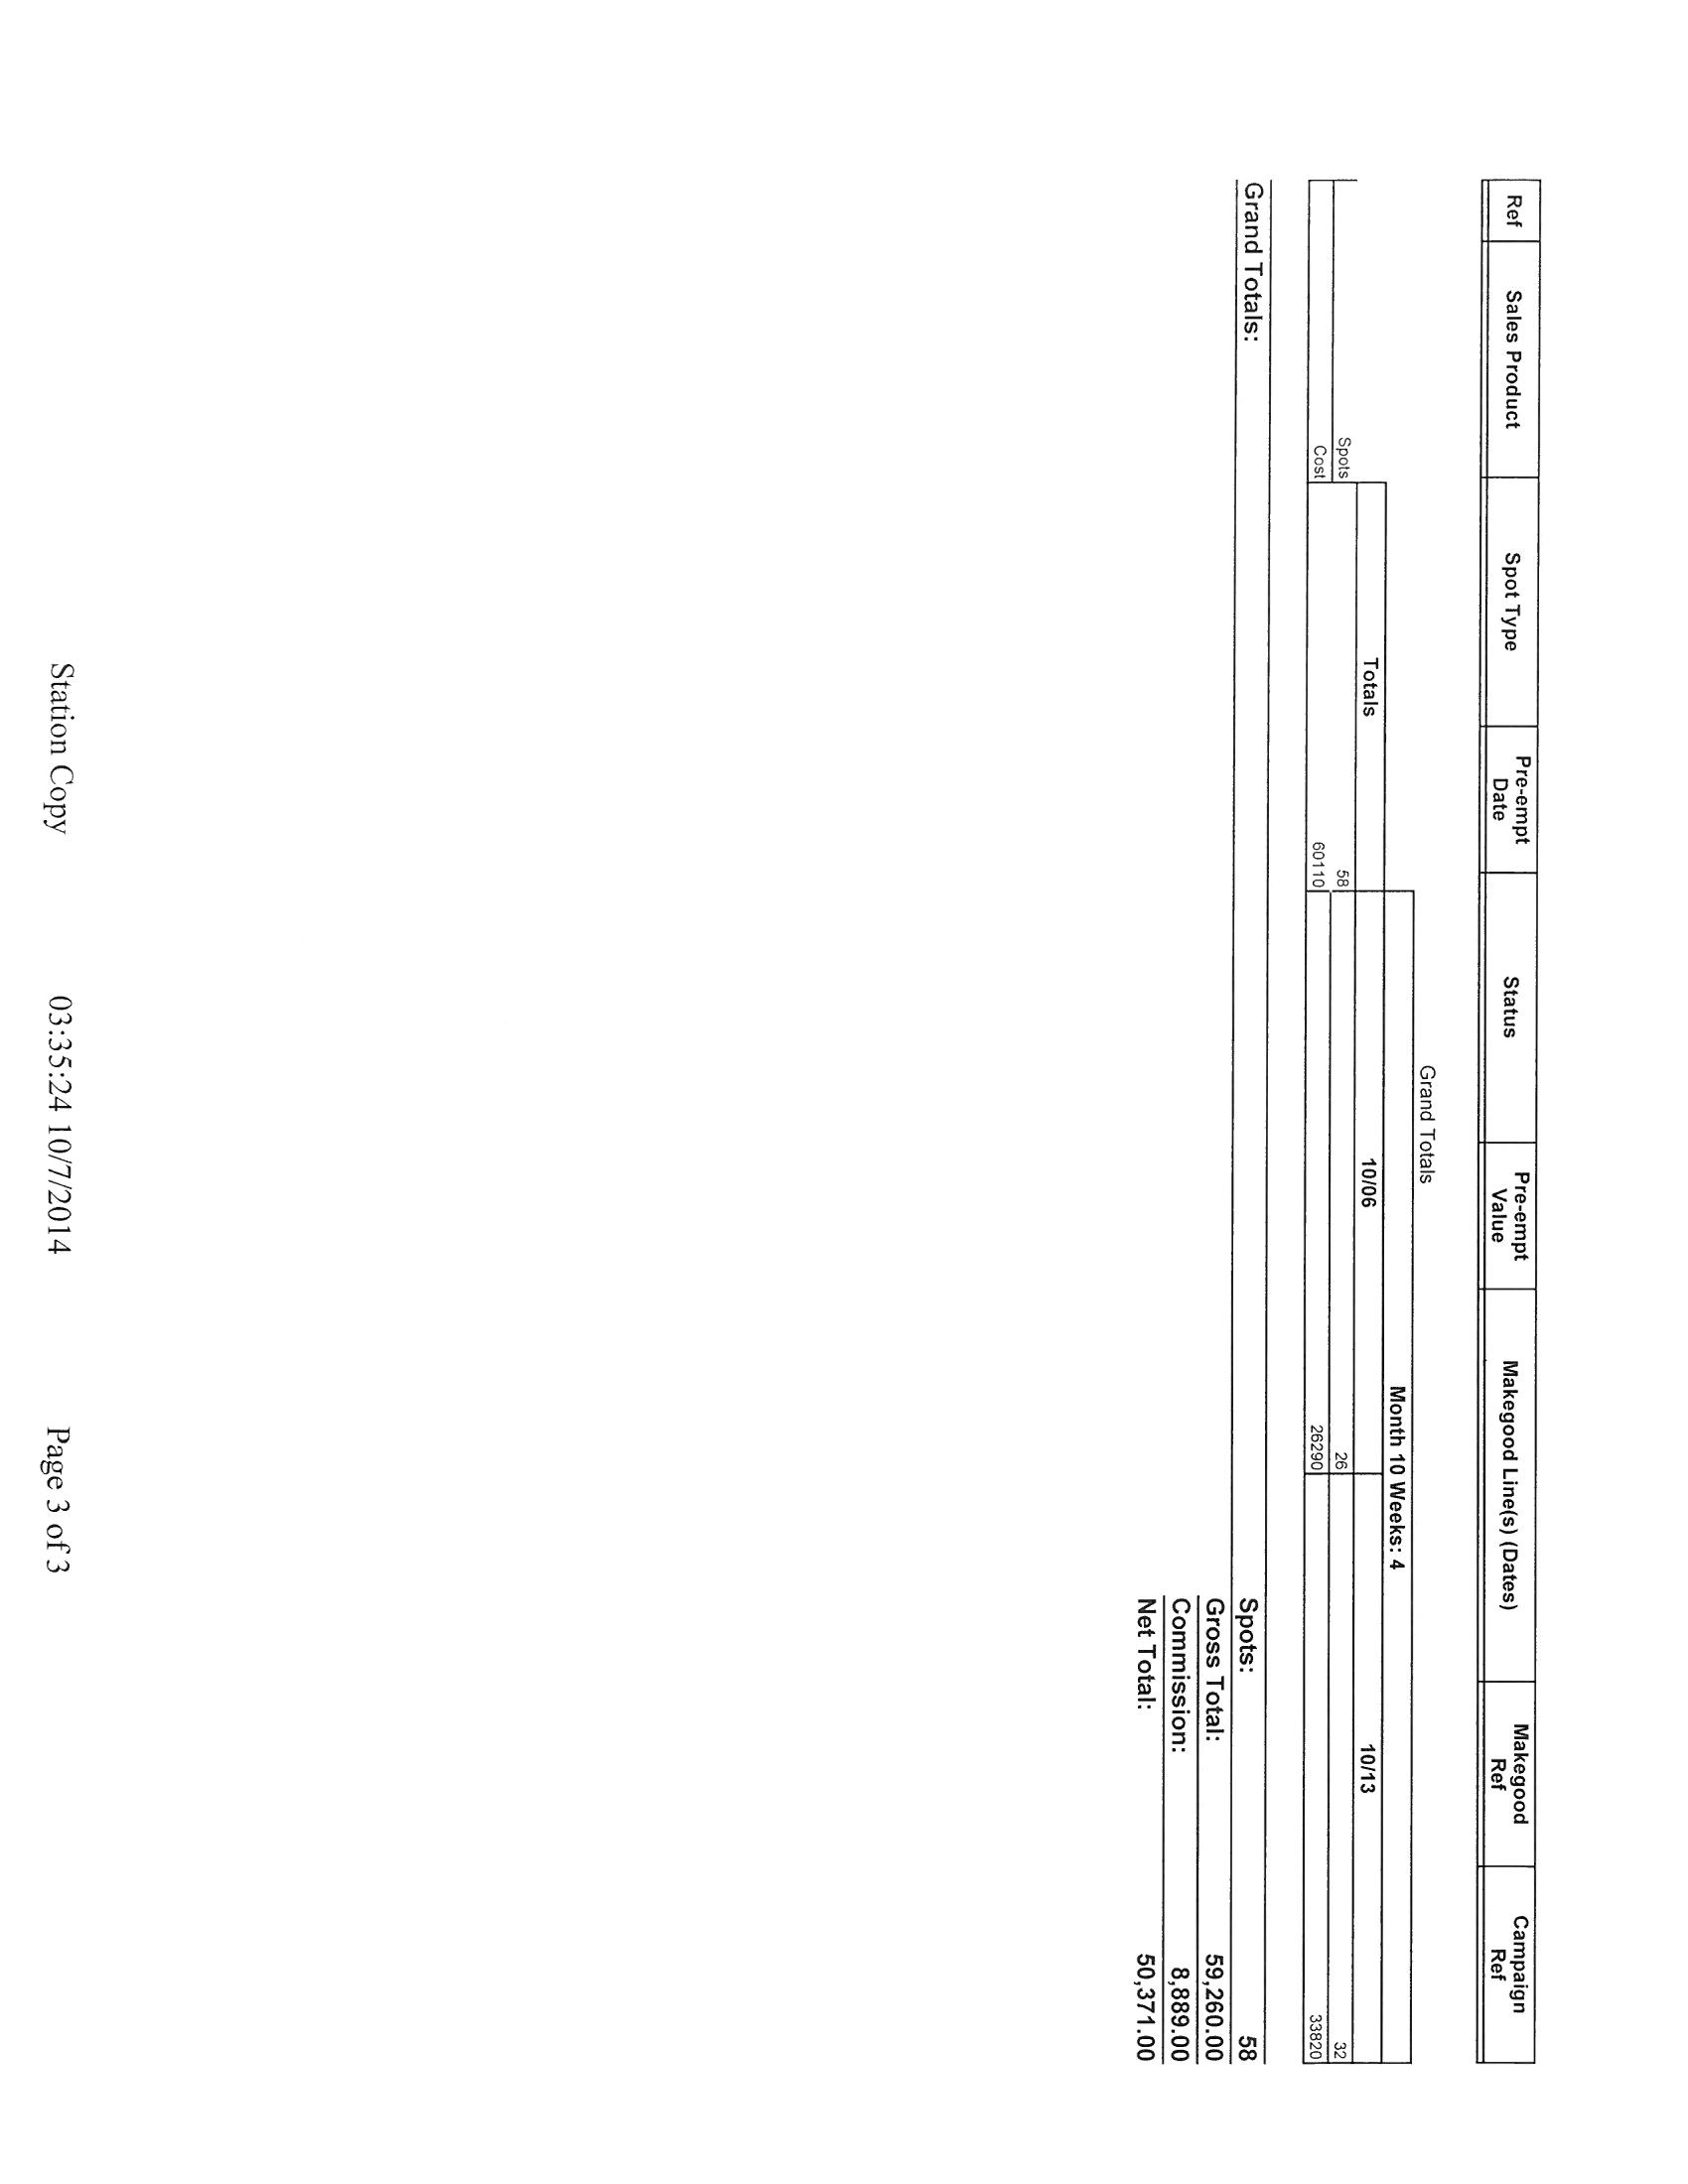 Ref Sales Product Spot Type Pre-empt Date Status Pre-empt Value Makegood Line(s) (Dates) Makegood Ref Campaign Ref
Grand Totals
Month 10 Weeks: 4
Totals 10/06 10/13
Spots 58 26 32
Cost 60110 26290 33820
Grand Totals: Spots: 58
Gross Total: 59,260.00
Commission: 8,889.00
Net Total: 50,371.00
Station Copy 03:35:24 10/7/2014 Page 3 of 3